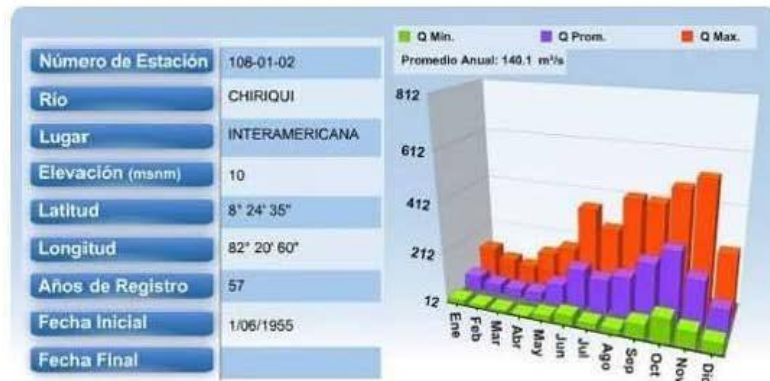 Número de Estación 108-01-02
Río CHIRIQUI
Lugar INTERAMERICANA
Elevación (msnm) 10
Latitud 8° 24' 35"
Longitud 82° 20' 60"
Años de Registro 57
Fecha Inicial 1/06/1955
Fecha Final
Q Min. Q Prom. Q Max.
Promedio Anual: 140.1 m³/s
812
612
412
212
12
Ene Feb Mar Abr May Jun Jul Ago Sep Oct Nov Dic